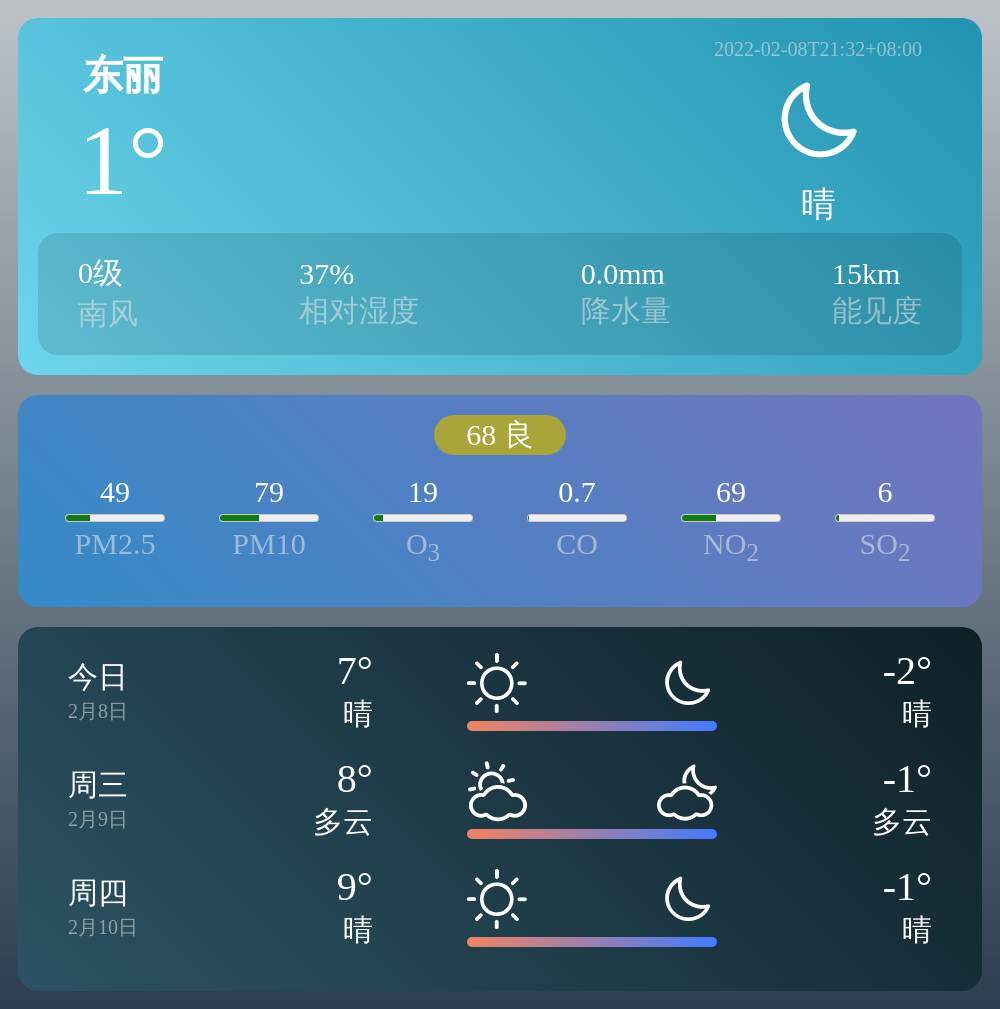 东丽
2022-02-08T21:32+08:00
1°
晴
0级 37% 0.0mm 15km
南风 相对湿度 降水量 能见度
68 良
49 79 19 0.7 69 6
PM2.5 PM10 O3 CO NO2 SO2
今日 7° -2°
2月8日 晴 晴
周三 8° -1°
2月9日 多云 多云
周四 9° -1°
2月10日 晴 晴